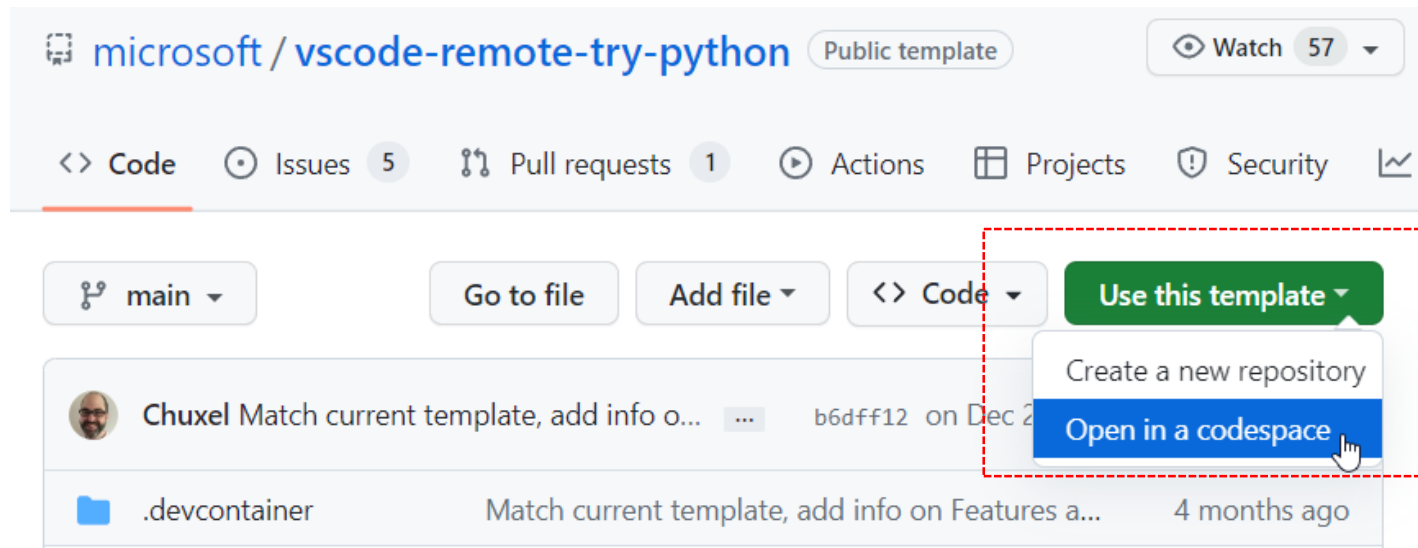 microsoft / vscode-remote-try-python Public template Watch 57
Code Issues 5 Pull requests 1 Actions Projects Security
main Go to file Add file Code Use this template
Create a new repository
Chuxel Match current template, add info o... ... b6dff12 on Dec 2
Open in a codespace
.devcontainer Match current template, add info on Features a... 4 months ago